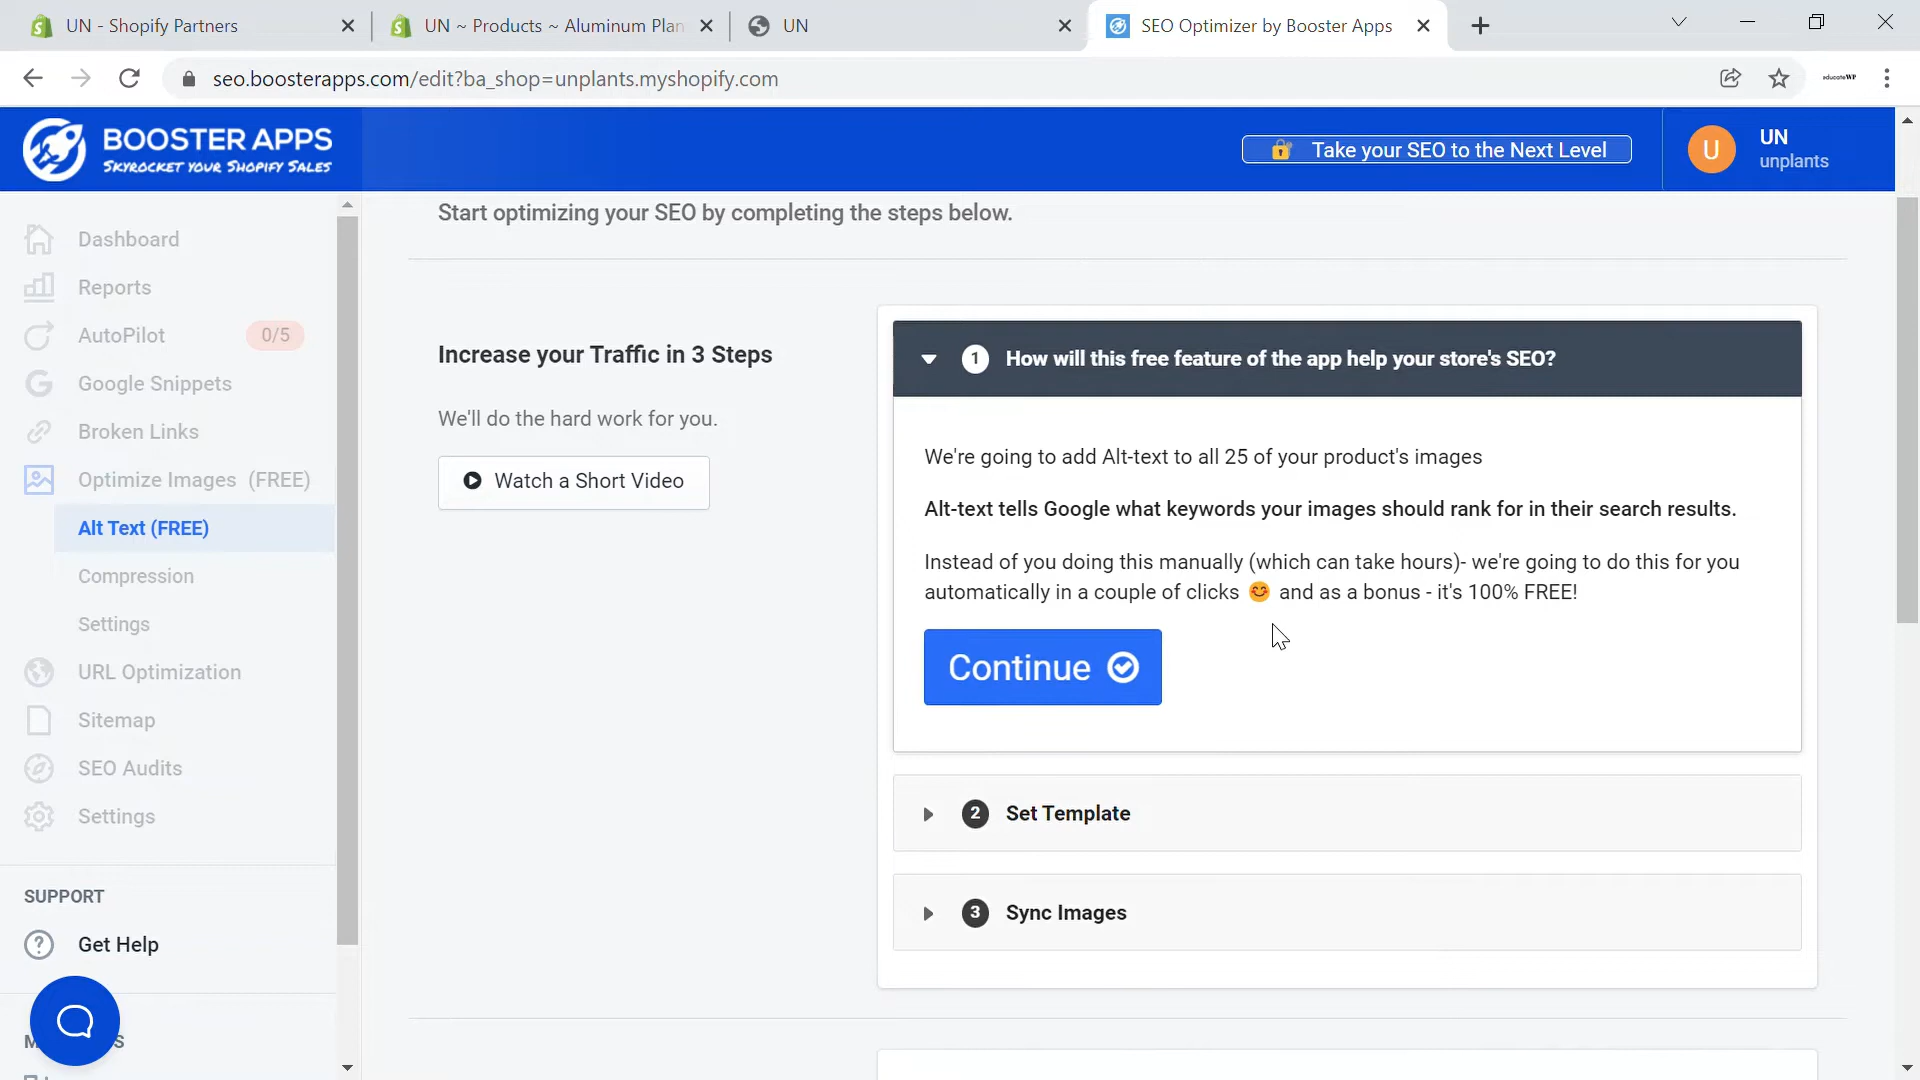 UN - Shopify Partners
UN ~ Products ~ Aluminum Plan
UN
SEO Optimizer by Booster Apps
seo.boosterapps.com/edit?ba_shop=unplants.myshopify.com
educateWP
BOOSTER APPS
SKYROCKET YOUR SHOPIFY SALES
Take your SEO to the Next Level
U
UN
unplants
Dashboard
Reports
AutoPilot 0/5
Google Snippets
Broken Links
Optimize Images (FREE)
Alt Text (FREE)
Compression
Settings
URL Optimization
Sitemap
SEO Audits
Settings
SUPPORT
Get Help
Start optimizing your SEO by completing the steps below.
Increase your Traffic in 3 Steps
We'll do the hard work for you.
Watch a Short Video
1 How will this free feature of the app help your store's SEO?
We're going to add Alt-text to all 25 of your product's images
Alt-text tells Google what keywords your images should rank for in their search results.
Instead of you doing this manually (which can take hours)- we're going to do this for you
automatically in a couple of clicks 😊 and as a bonus - it's 100% FREE!
Continue
2 Set Template
3 Sync Images